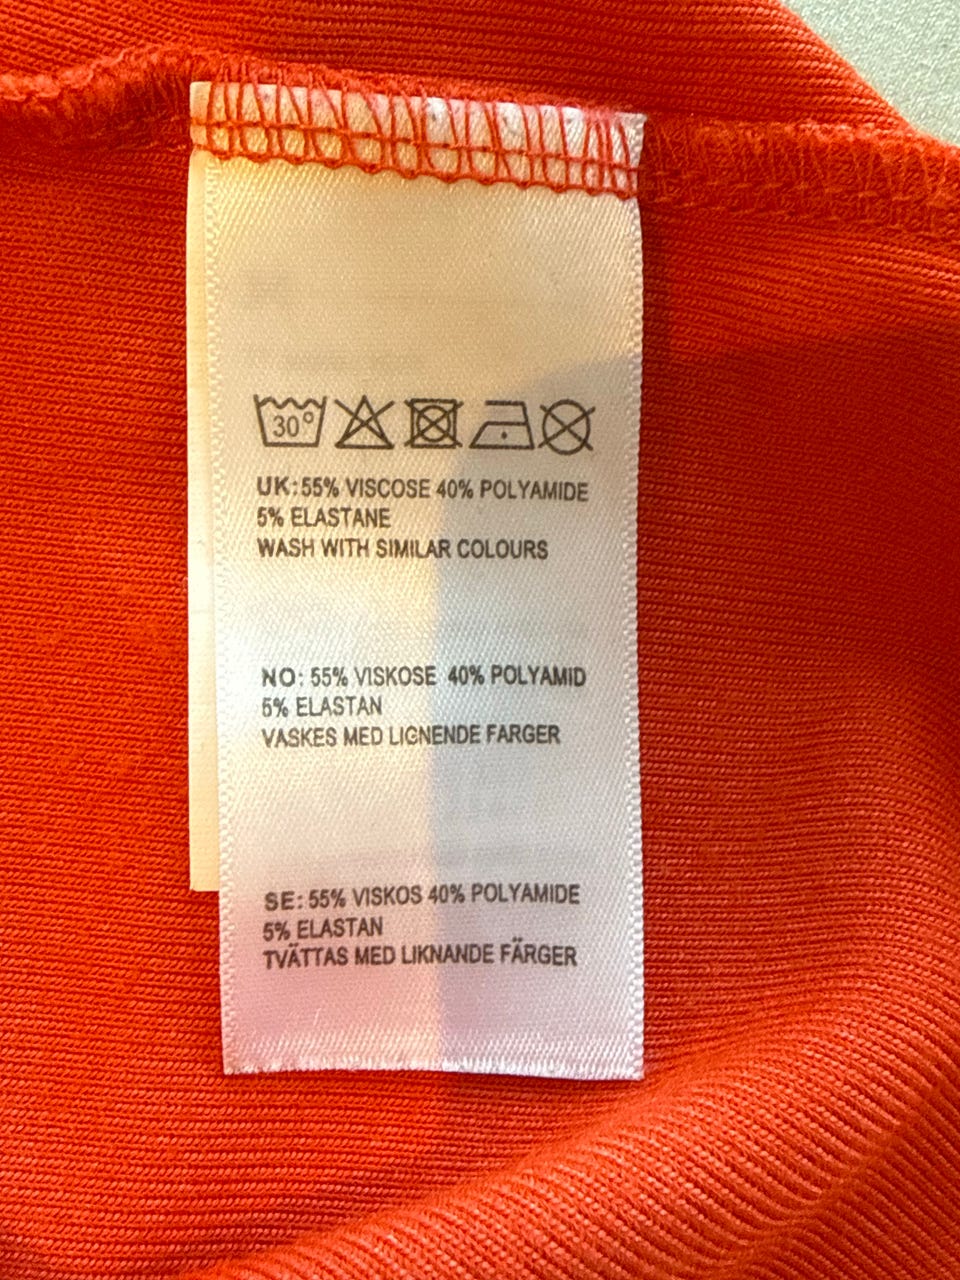 30°
UK: 55% VISCOSE 40% POLYAMIDE
5% ELASTANE
WASH WITH SIMILAR COLOURS
NO: 55% VISKOSE 40% POLYAMID
5% ELASTAN
VASKES MED LIGNENDE FARGER
SE: 55% VISKOS 40% POLYAMIDE
5% ELASTAN
TVÄTTAS MED LIKNANDE FÄRGER